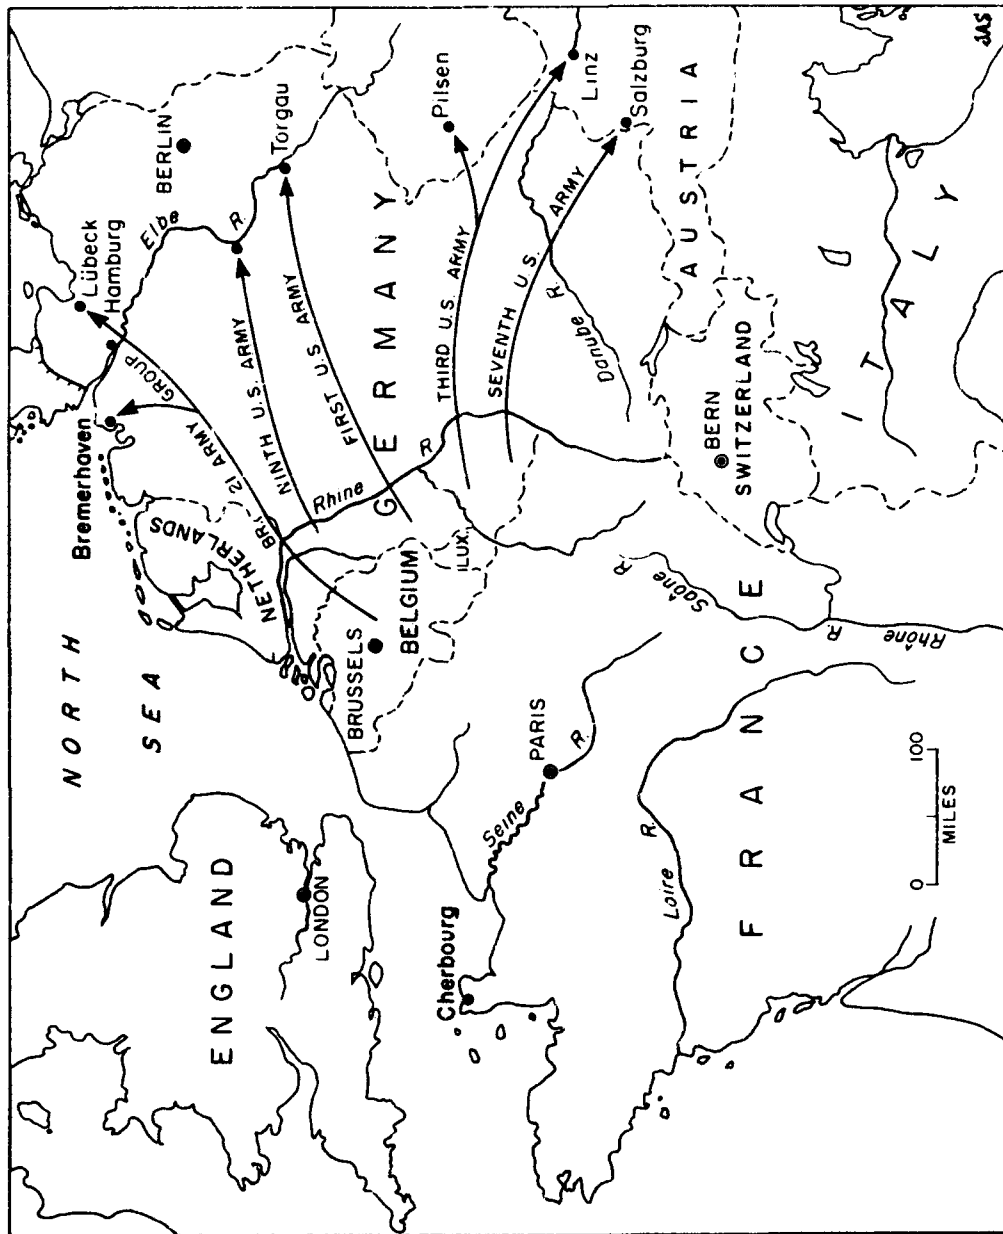 NORTH
SEA
ENGLAND
LONDON
Cherbourg
Seine
R.
PARIS
Loire
R.
FRANCE
0
100
MILES
Saône
R.
Rhône
R.
BRUSSELS
BELGIUM
LUX.
NETHERLANDS
Bremerhaven
Hamburg
Lübeck
Elbe
R.
BERLIN
Torgau
Pilsen
Linz
Salzburg
BR. 21 ARMY GROUP
NINTH U.S. ARMY
FIRST U.S. ARMY
THIRD U.S. ARMY
SEVENTH U.S. ARMY
Rhine
R
GERMANY
Danube R.
BERN
SWITZERLAND
AUSTRIA
ITALY
JAS